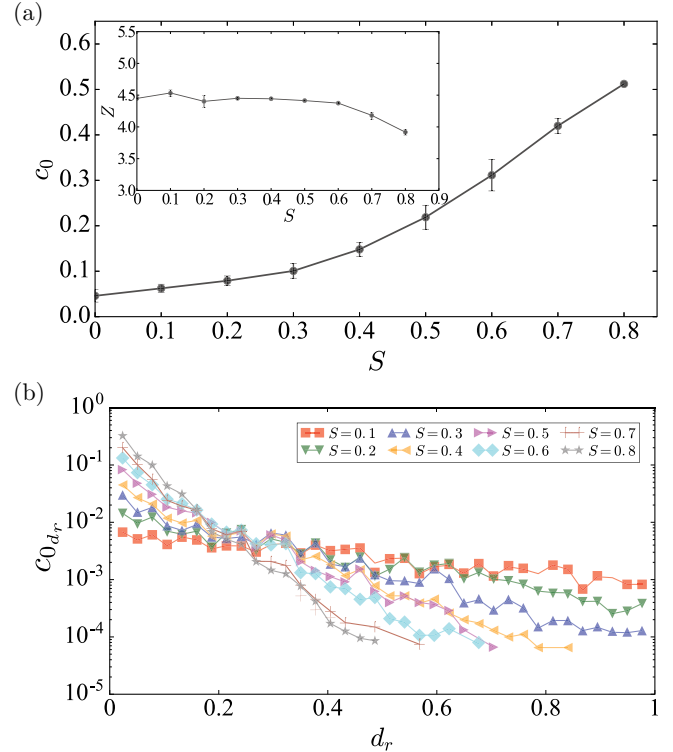 (a)
0.6
0.5
0.4
0.3
0.2
0.1
0.0
c₀
0 0.1 0.2 0.3 0.4 0.5 0.6 0.7 0.8
S
5.5
5.0
4.5
4.0
3.5
3.0
Z
0 0.1 0.2 0.3 0.4 0.5 0.6 0.7 0.8 0.9
S
(b)
10⁰
10⁻¹
10⁻²
10⁻³
10⁻⁴
10⁻⁵
c₀_dᵣ
S=0.1 S=0.3 S=0.5 S=0.7
S=0.2 S=0.4 S=0.6 S=0.8
0 0.2 0.4 0.6 0.8 1
dᵣ